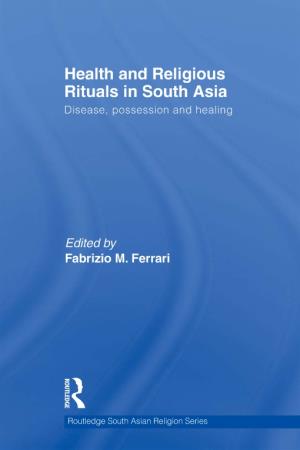 Health and Religious
Rituals in South Asia
Disease, possession and healing
Edited by
Fabrizio M. Ferrari
ROUTLEDGE
Routledge South Asian Religion Series